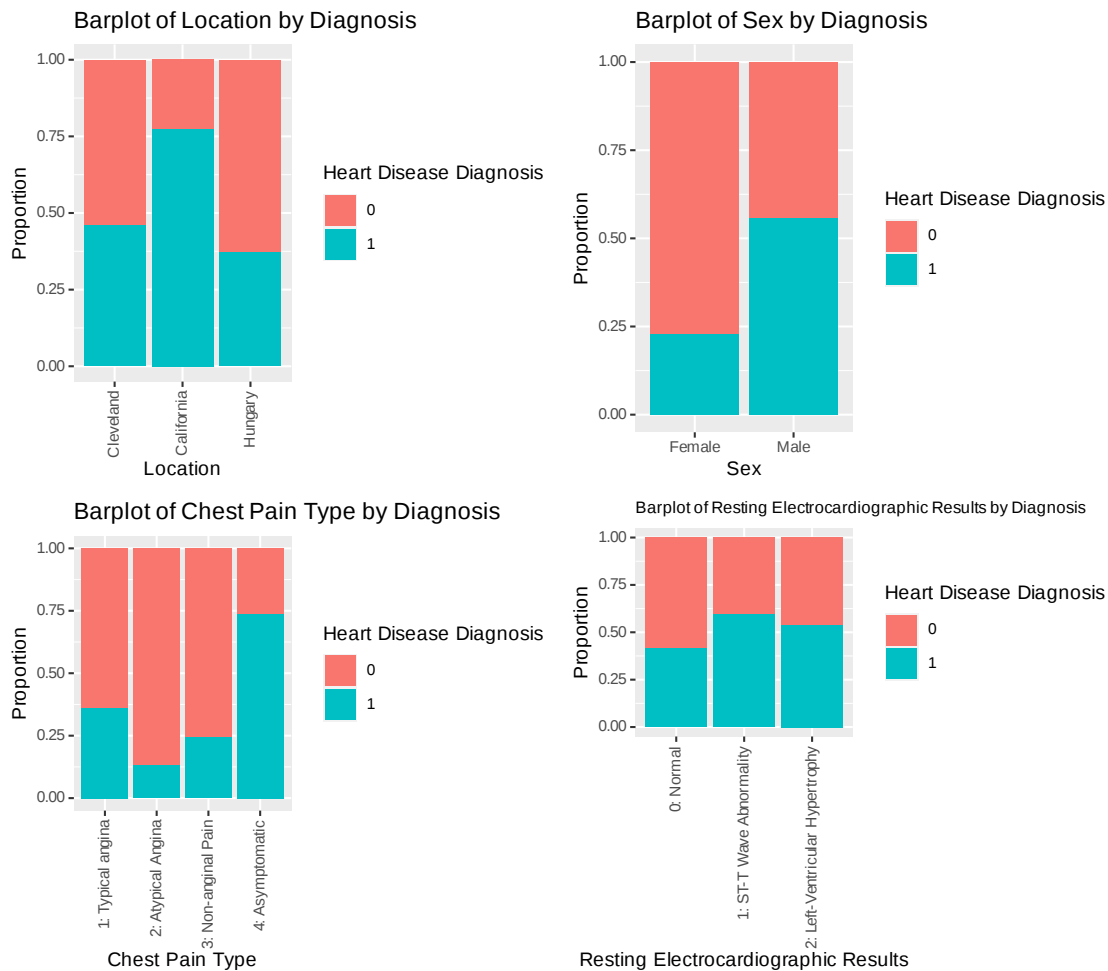 Barplot of Location by Diagnosis
1.00
0.75
0.50
0.25
0.00
Proportion
Cleveland
California
Hungary
Location
Heart Disease Diagnosis
0
1
Barplot of Sex by Diagnosis
1.00
0.75
0.50
0.25
0.00
Proportion
Female
Male
Sex
Heart Disease Diagnosis
0
1
Barplot of Chest Pain Type by Diagnosis
1.00
0.75
0.50
0.25
0.00
Proportion
1: Typical angina
2: Atypical Angina
3: Non-anginal Pain
4: Asymptomatic
Chest Pain Type
Heart Disease Diagnosis
0
1
Barplot of Resting Electrocardiographic Results by Diagnosis
1.00
0.75
0.50
0.25
0.00
Proportion
0: Normal
1: ST-T Wave Abnormality
2: Left-Ventricular Hypertrophy
Resting Electrocardiographic Results
Heart Disease Diagnosis
0
1